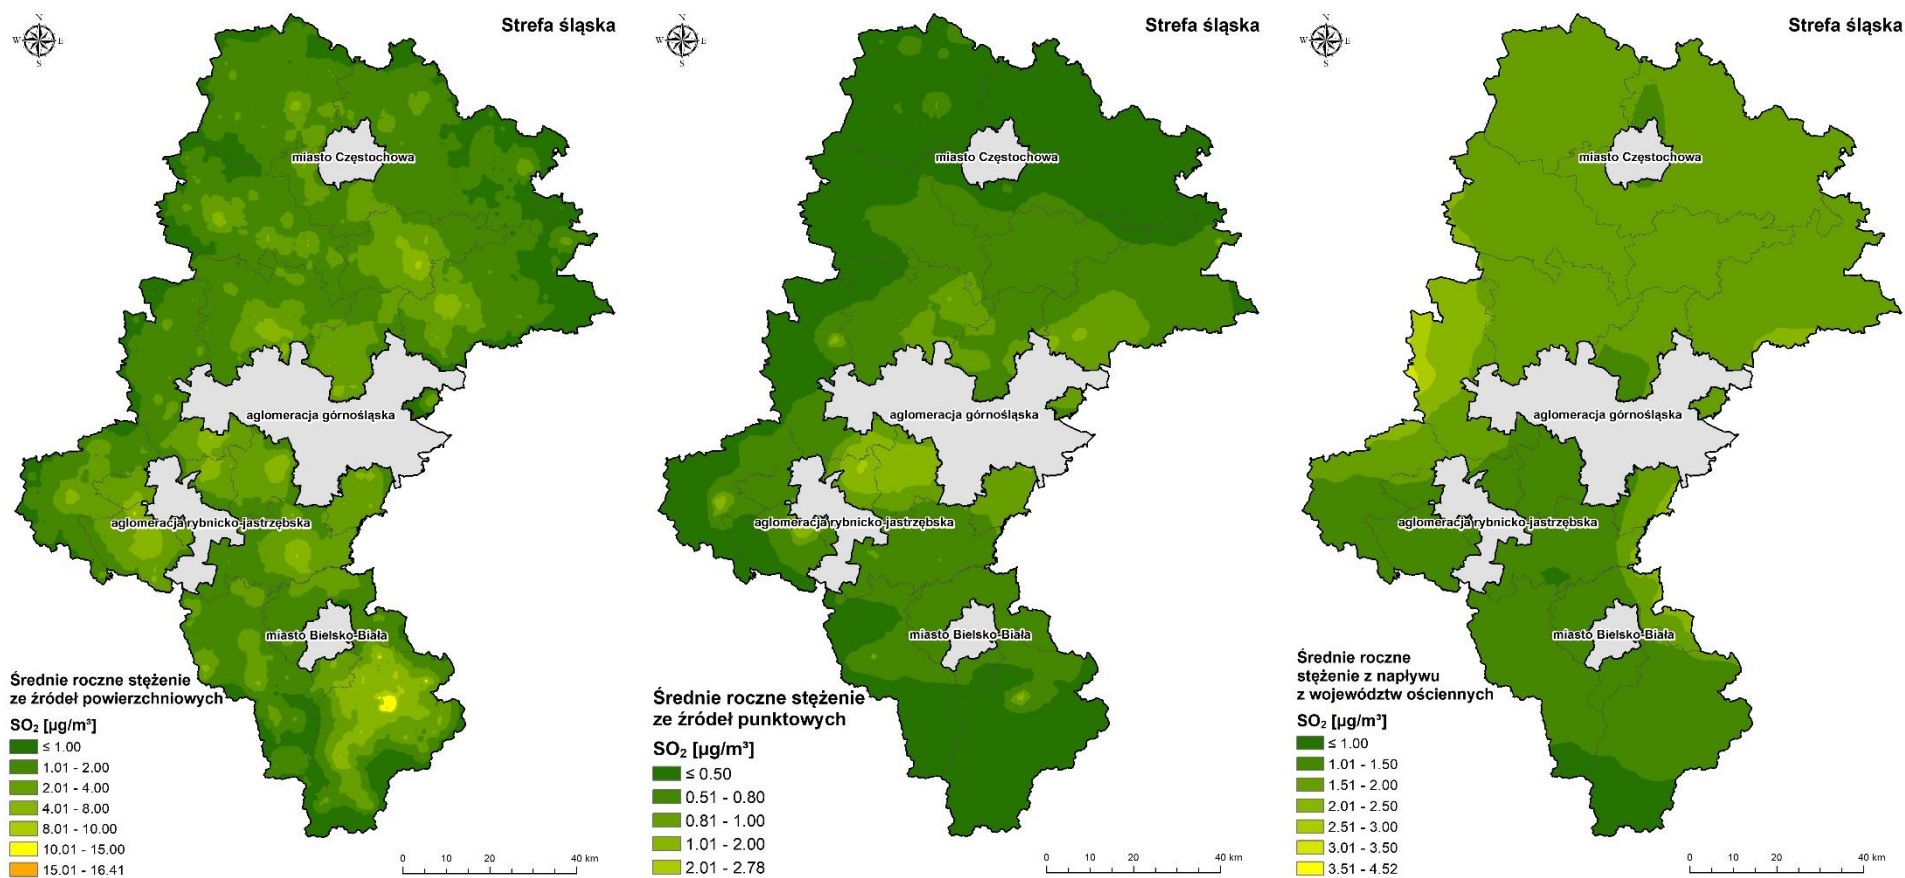 N
W
E
S
Strefa śląska
miasto Częstochowa
aglomeracja górnośląska
aglomeracja rybnicko-jastrzębska
miasto Bielsko-Biała
Średnie roczne stężenie
ze źródeł powierzchniowych
SO₂ [µg/m³]
≤ 1.00
1.01 - 2.00
2.01 - 4.00
4.01 - 8.00
8.01 - 10.00
10.01 - 15.00
15.01 - 16.41
0 10 20 40 km
N
W
E
S
Strefa śląska
miasto Częstochowa
aglomeracja górnośląska
aglomeracja rybnicko-jastrzębska
miasto Bielsko-Biała
Średnie roczne stężenie
ze źródeł punktowych
SO₂ [µg/m³]
≤ 0.50
0.51 - 0.80
0.81 - 1.00
1.01 - 2.00
2.01 - 2.78
0 10 20 40 km
N
W
E
S
Strefa śląska
miasto Częstochowa
aglomeracja górnośląska
aglomeracja rybnicko-jastrzębska
miasto Bielsko-Biała
Średnie roczne
stężenie z napływu
z województw ościennych
SO₂ [µg/m³]
≤ 1.00
1.01 - 1.50
1.51 - 2.00
2.01 - 2.50
2.51 - 3.00
3.01 - 3.50
3.51 - 4.52
0 10 20 40 km